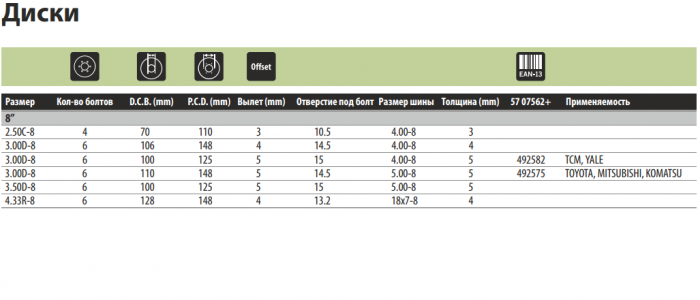 Диски
Offset
EAN-13
Размер Кол-во болтов D.C.B. (mm) P.C.D. (mm) Вылет (mm) Отверстие под болт Размер шины Толщина (mm) 57 07562+ Применяемость
8”
2.50C-8 4 70 110 3 10.5 4.00-8 3
3.00D-8 6 106 148 4 14.5 4.00-8 4
3.00D-8 6 100 125 5 15 4.00-8 5 492582 TCM, YALE
3.00D-8 6 110 148 5 14.5 5.00-8 5 492575 TOYOTA, MITSUBISHI, KOMATSU
3.50D-8 6 100 125 5 15 5.00-8 5
4.33R-8 6 128 148 4 13.2 18x7-8 4